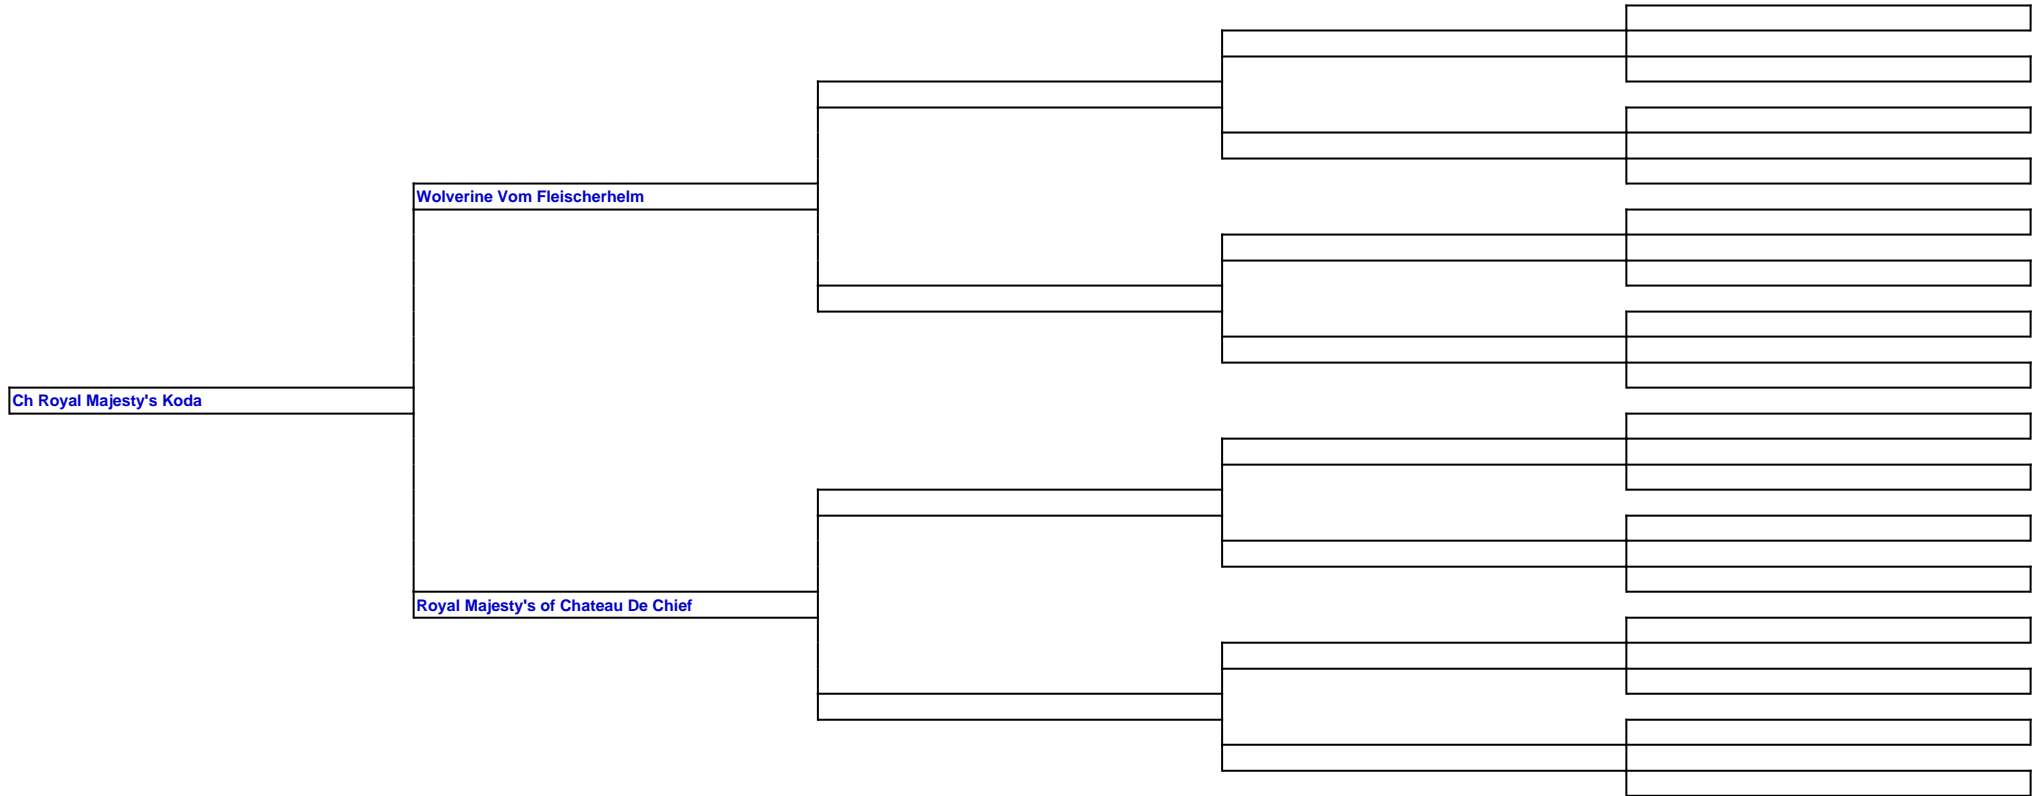 Wolverine Vom Fleischerhelm
Ch Royal Majesty's Koda
Royal Majesty's of Chateau De Chief